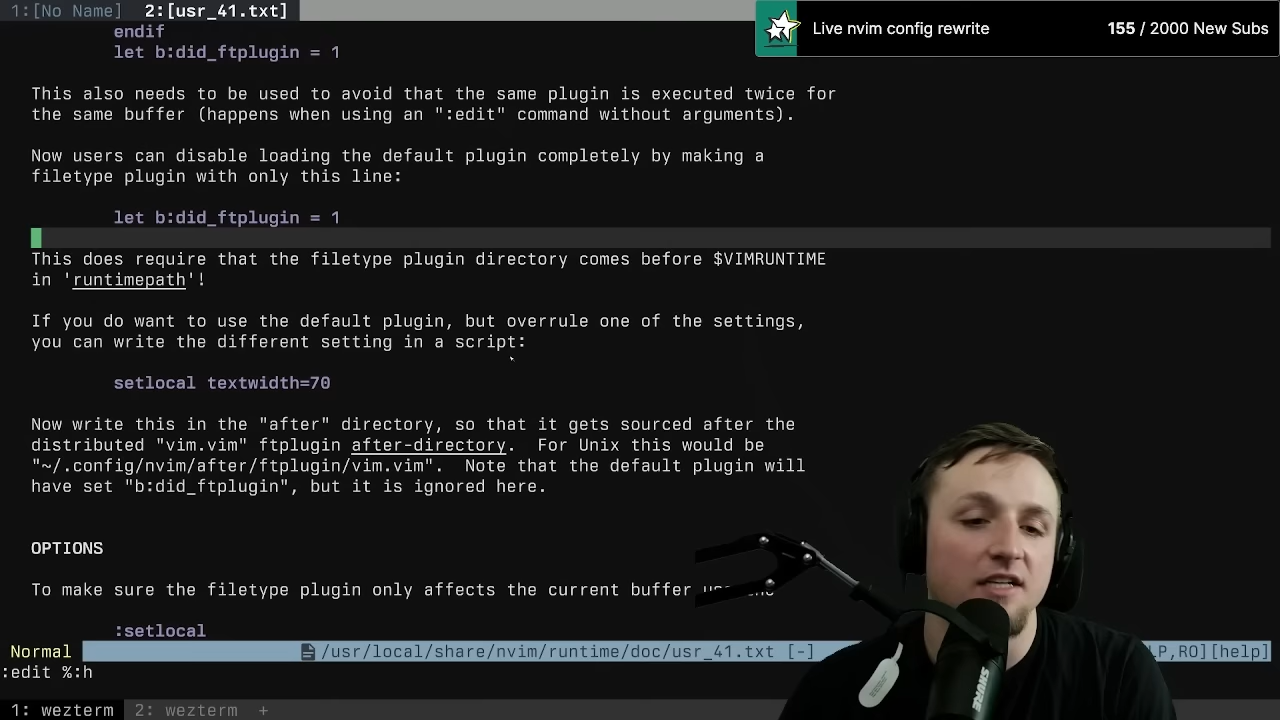 1:[No Name]  2:[usr_41.txt]
Live nvim config rewrite 155 / 2000 New Subs
endif
let b:did_ftplugin = 1
This also needs to be used to avoid that the same plugin is executed twice for
the same buffer (happens when using an ":edit" command without arguments).
Now users can disable loading the default plugin completely by making a
filetype plugin with only this line:
let b:did_ftplugin = 1
This does require that the filetype plugin directory comes before $VIMRUNTIME
in 'runtimepath'!
If you do want to use the default plugin, but overrule one of the settings,
you can write the different setting in a script:
setlocal textwidth=70
Now write this in the "after" directory, so that it gets sourced after the
distributed "vim.vim" ftplugin after-directory.  For Unix this would be
"~/.config/nvim/after/ftplugin/vim.vim".  Note that the default plugin will
have set "b:did_ftplugin", but it is ignored here.
OPTIONS
To make sure the filetype plugin only affects the current buffer
:setlocal
Normal /usr/local/share/nvim/runtime/doc/usr_41.txt [-] LP,RO][help]
:edit %:h
1: wezterm  2: wezterm  +
SHURE